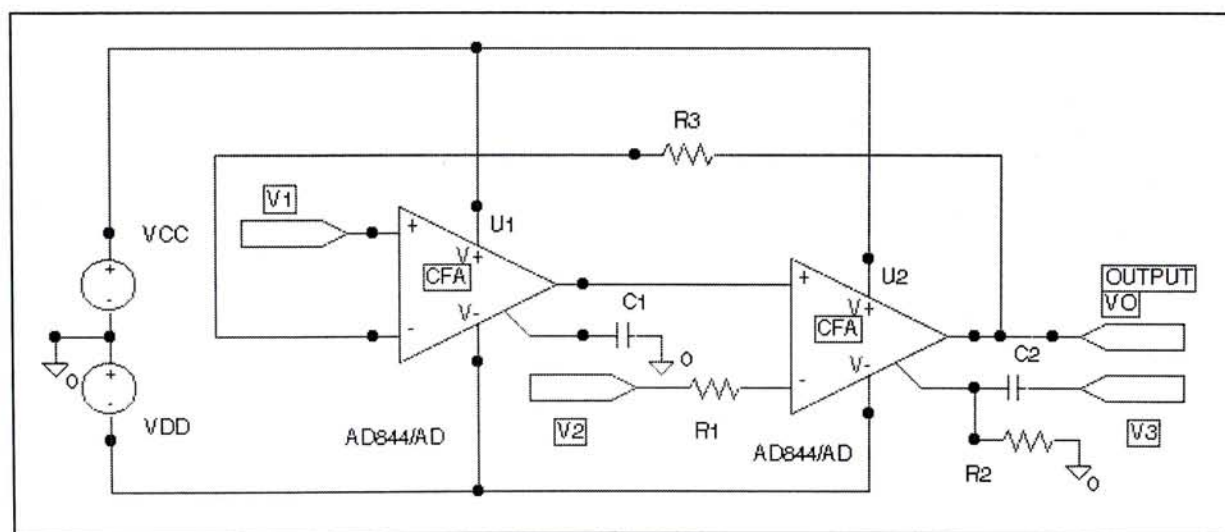 R3
V1
U1
VCC
+
V+
CFA
V-
-
C1
0
+
-
0
+
-
VDD
AD844/AD
V2
R1
+
U2
V+
CFA
V-
-
AD844/AD
OUTPUT
VO
C2
V3
R2
0